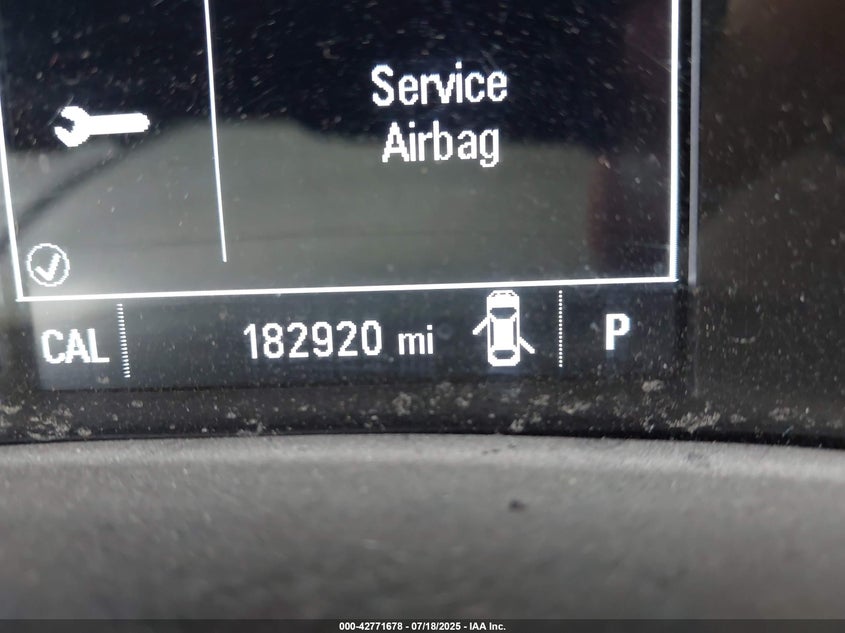 Service
Airbag
CAL
182920 mi
P
000-42771678 - 07/18/2025 - IAA Inc.